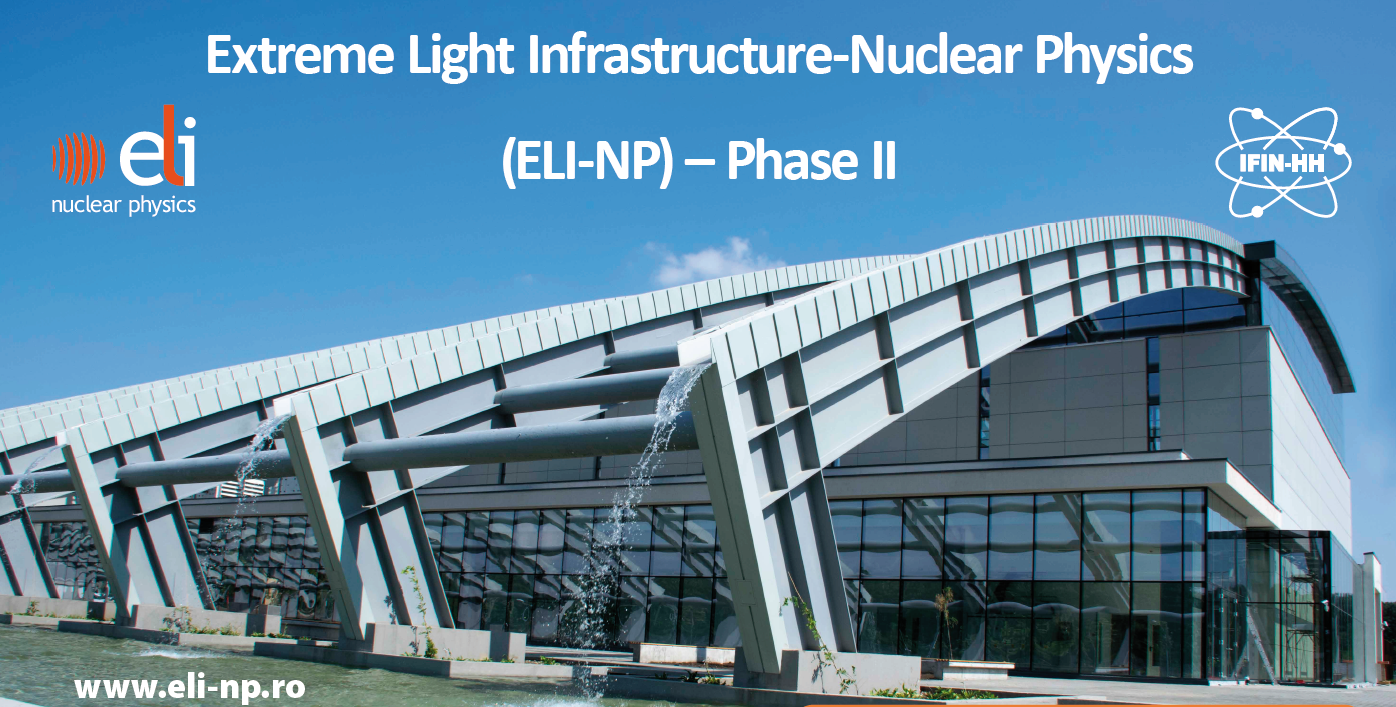 Extreme Light Infrastructure-Nuclear Physics
eli
nuclear physics
(ELI-NP) – Phase II
IFIN-HH
www.eli-np.ro